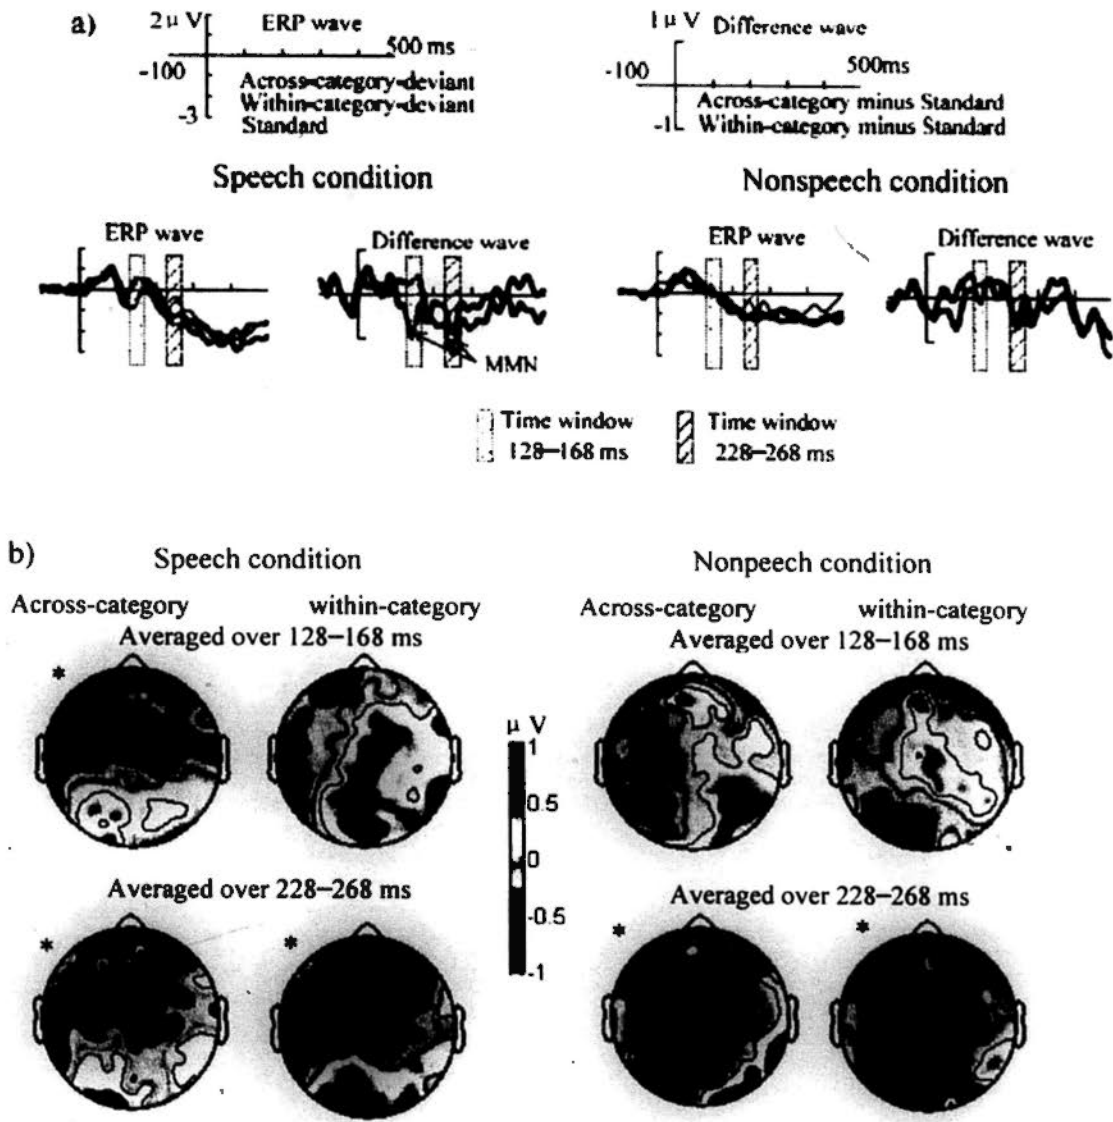 a)
2 μ V
ERP wave
500 ms
-100
-3
Across-category-deviant
Within-category-deviant
Standard
1 μ V
Difference wave
500ms
-100
-1
Across-category minus Standard
Within-category minus Standard
Speech condition
Nonspeech condition
ERP wave
Difference wave
ERP wave
Difference wave
MMN
Time window
128–168 ms
Time window
228–268 ms
b)
Speech condition
Nonpeech condition
Across-category
within-category
Across-category
within-category
Averaged over 128–168 ms
Averaged over 128–168 ms
*
μ V
1
0.5
0
-0.5
-1
Averaged over 228–268 ms
Averaged over 228–268 ms
*
*
*
*